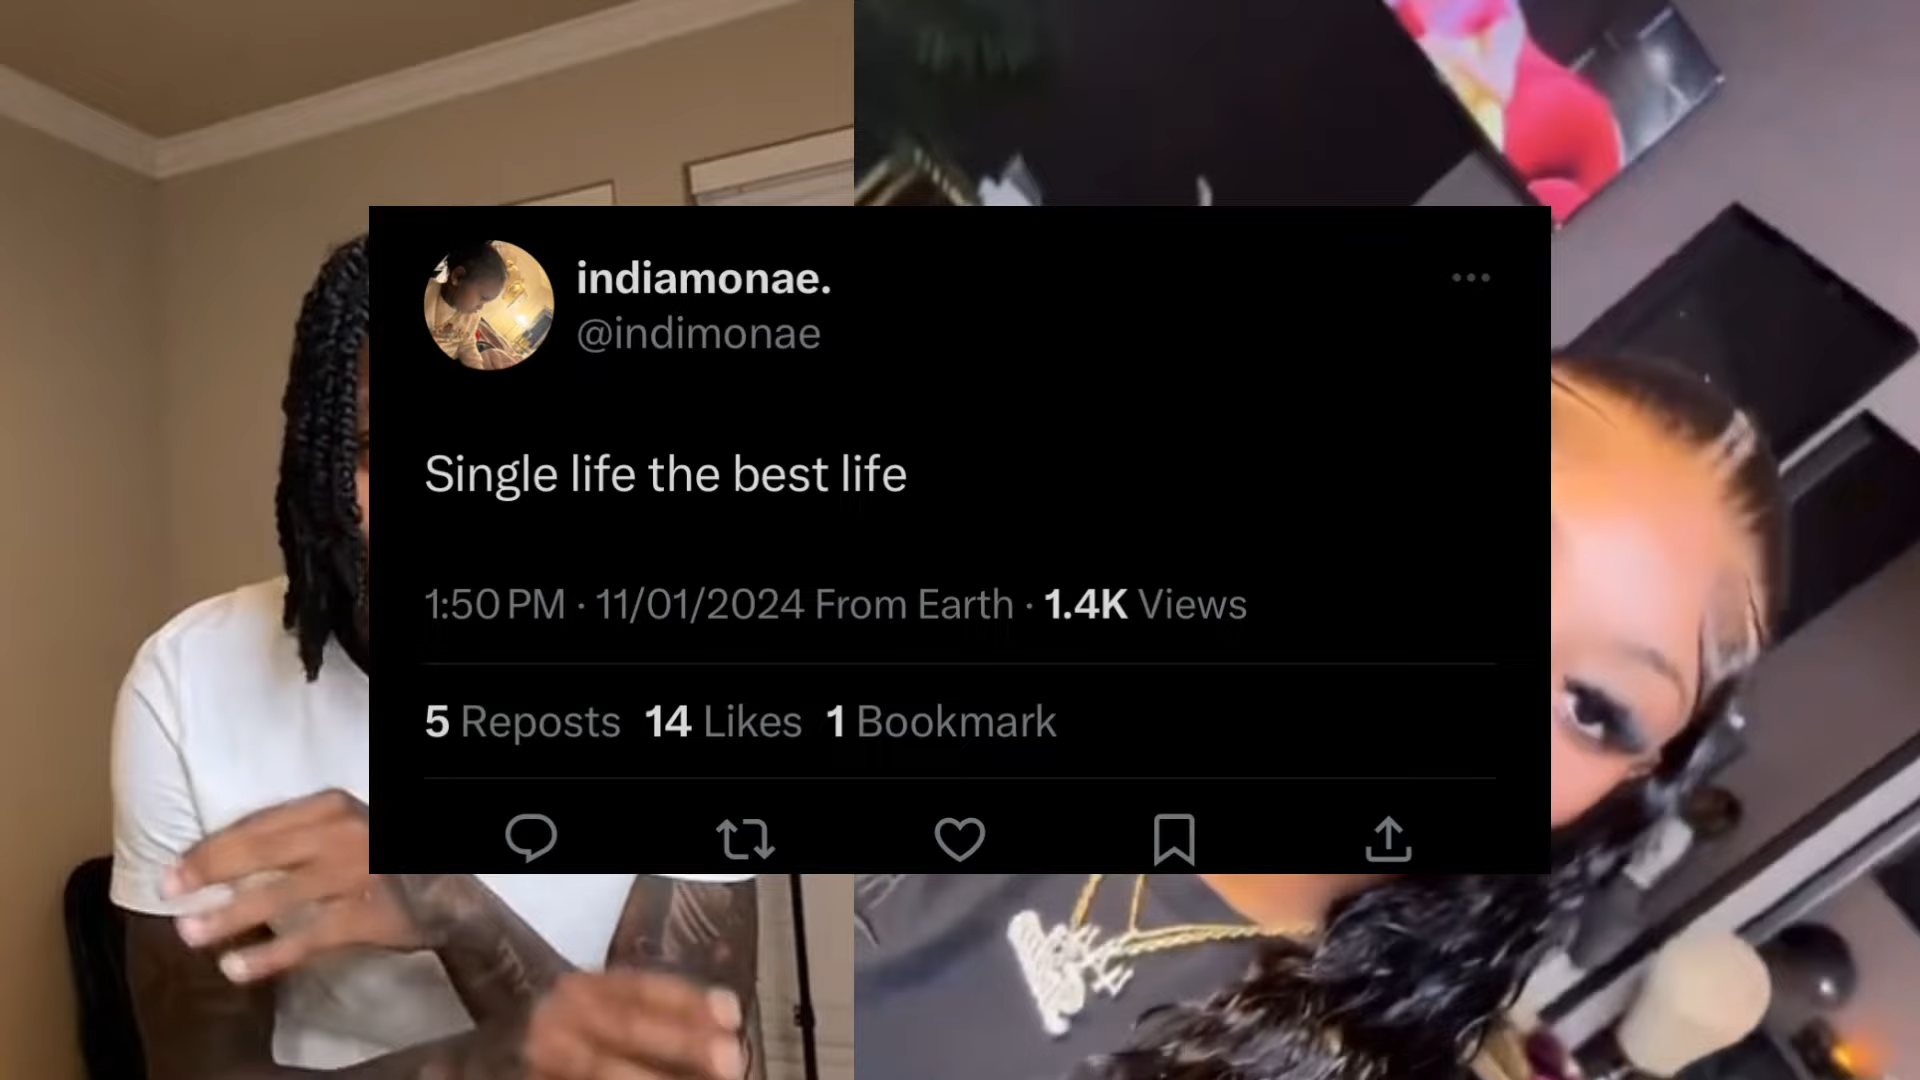 indiamonae.
@indimonae
Single life the best life
1:50 PM · 11/01/2024 From Earth · 1.4K Views
5 Reposts 14 Likes 1 Bookmark